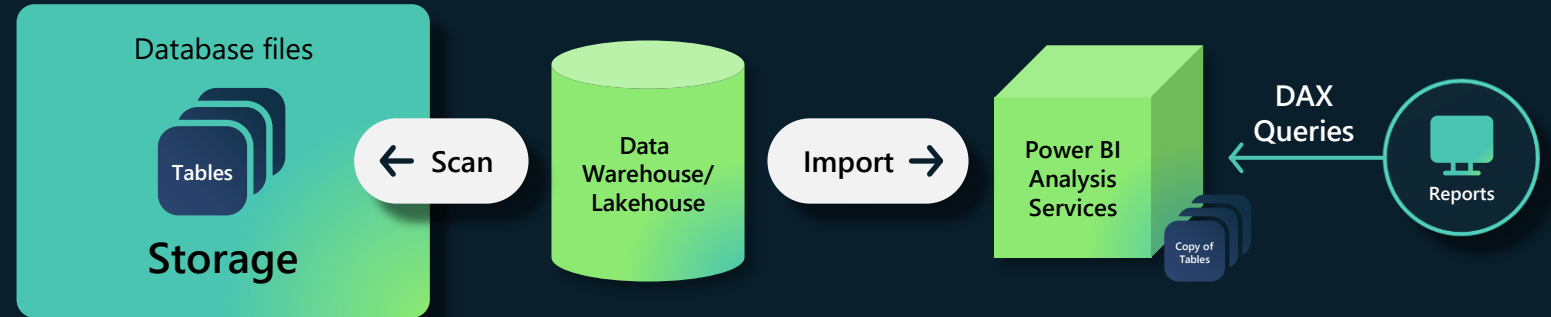 Database files
Tables
Storage
Scan
Data
Warehouse/
Lakehouse
Import
Power BI
Analysis
Services
Copy of
Tables
DAX
Queries
Reports